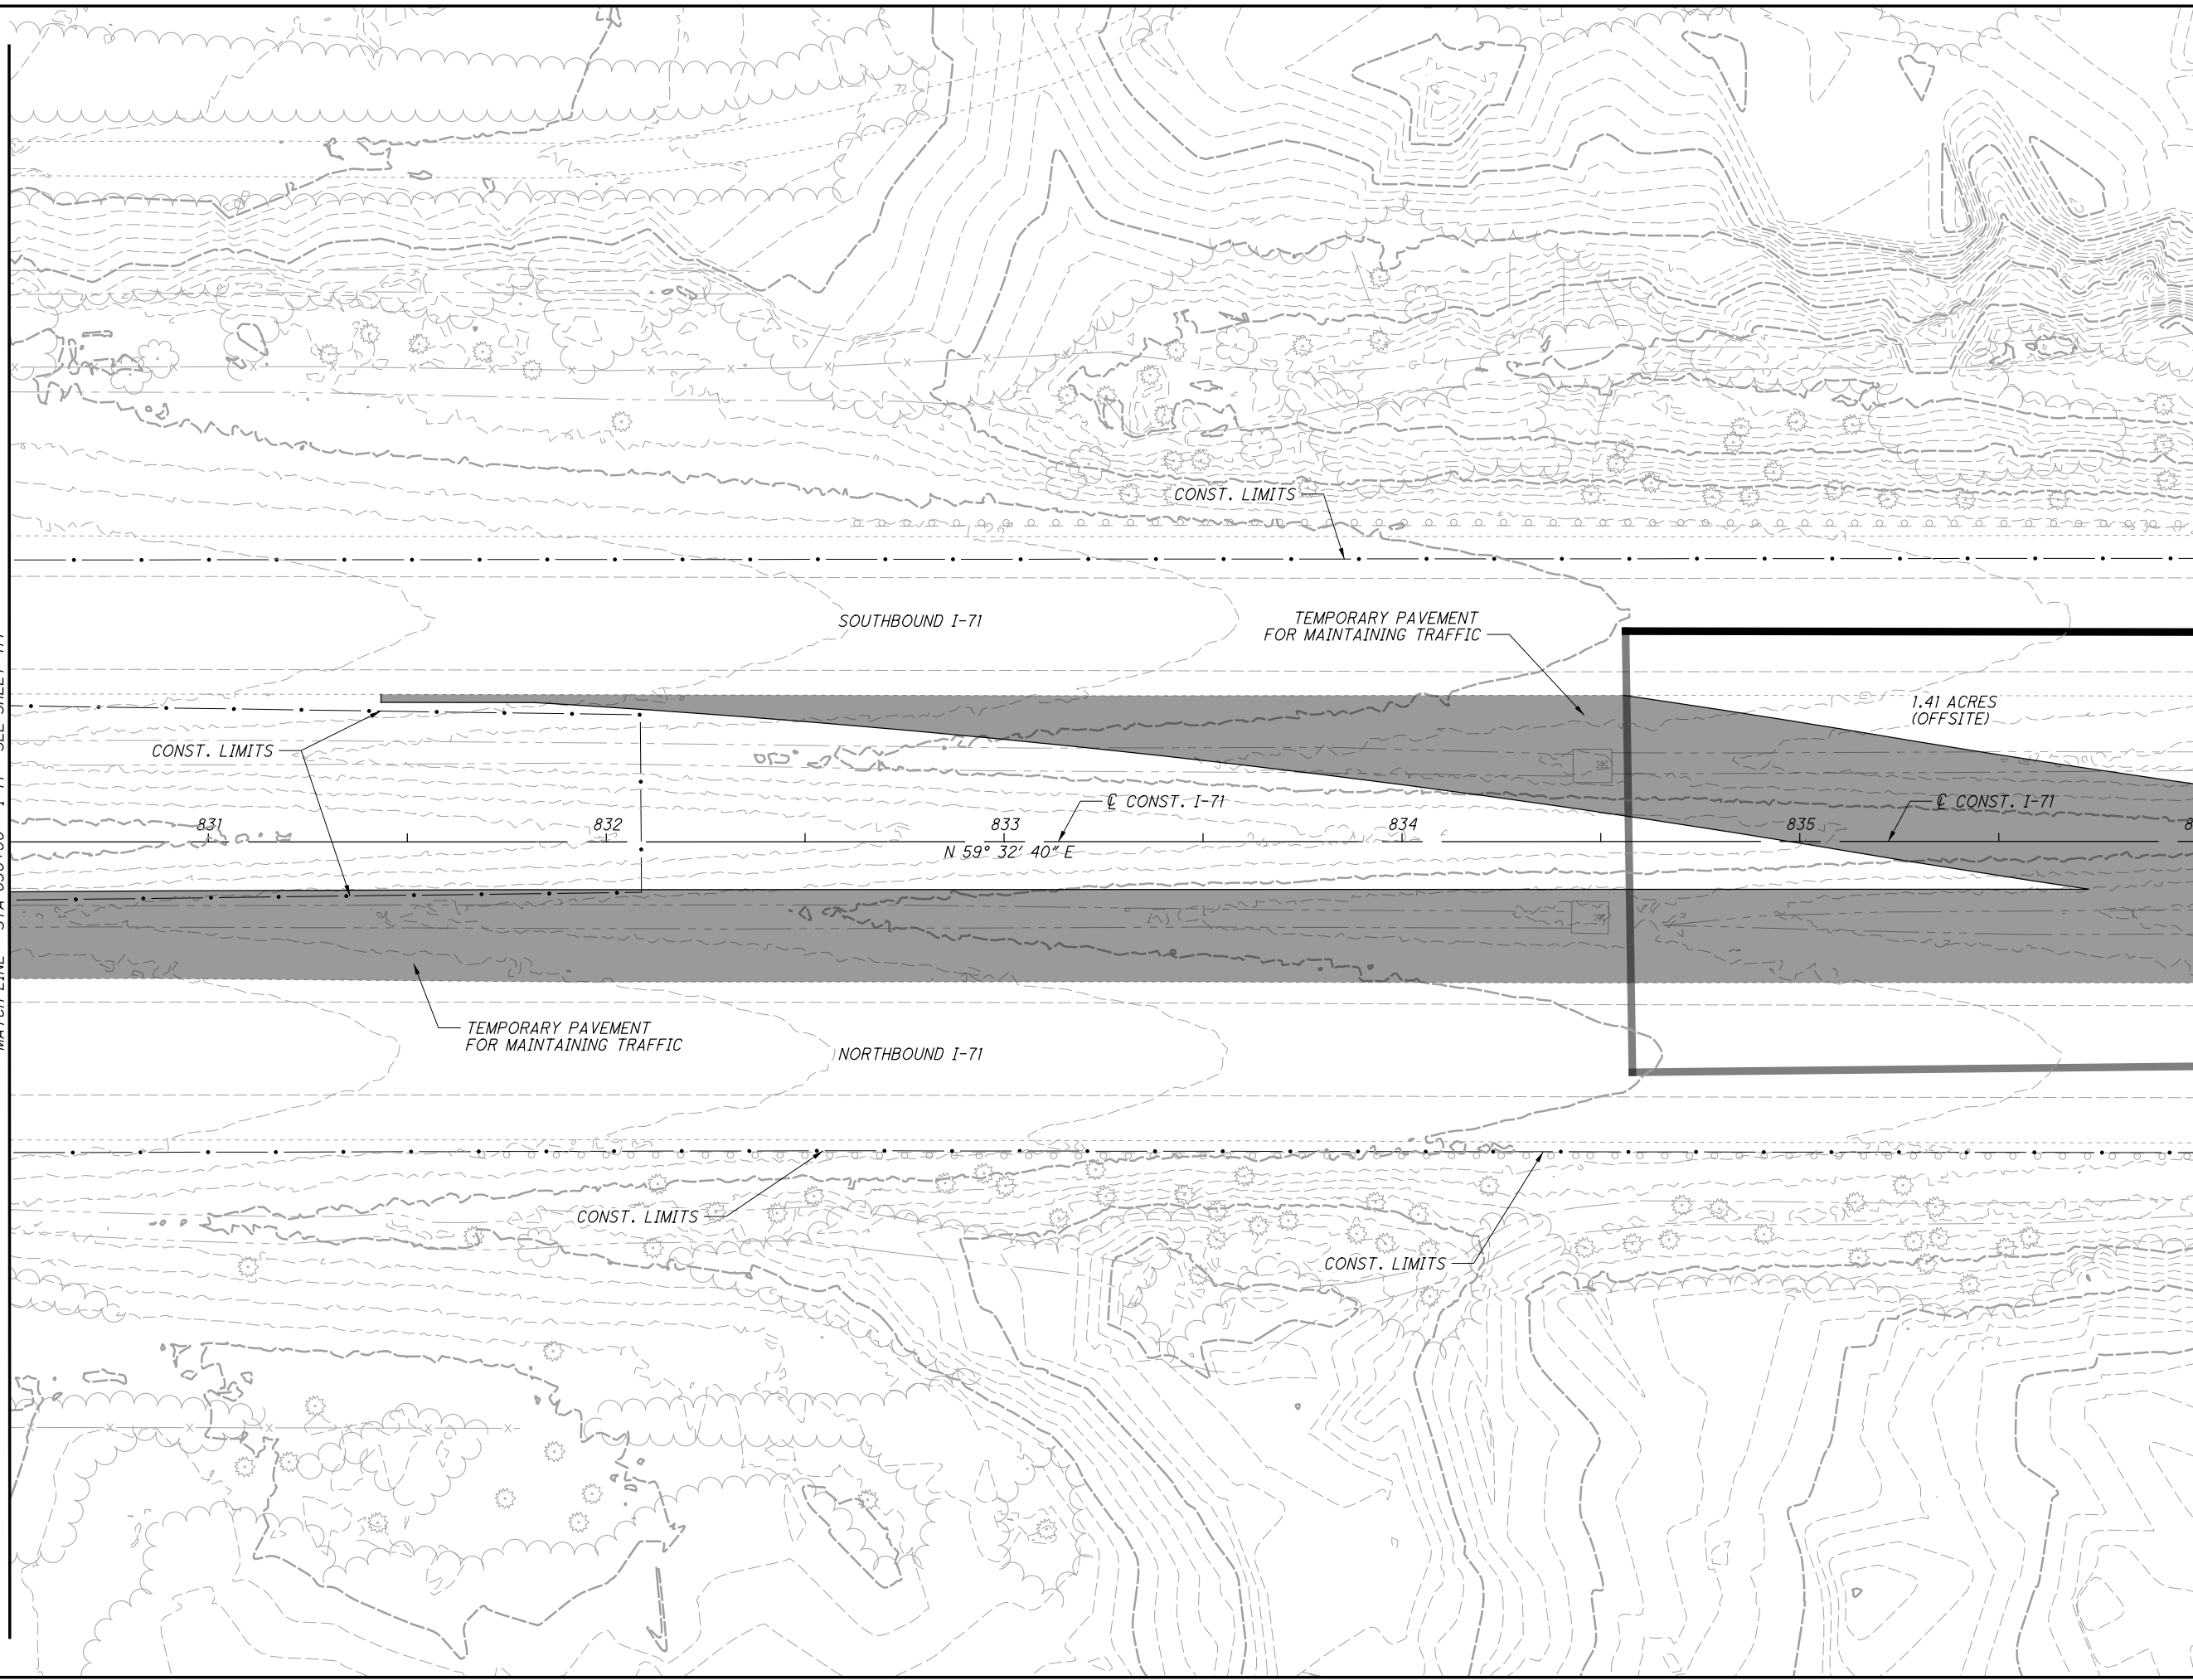 CONST. LIMITS
SOUTHBOUND I-71
TEMPORARY PAVEMENT
FOR MAINTAINING TRAFFIC
1.41 ACRES
(OFFSITE)
CONST. LIMITS
℄ CONST. I-71
℄ CONST. I-71
831
832
833
834
835
N 59° 32' 40" E
TEMPORARY PAVEMENT
FOR MAINTAINING TRAFFIC
NORTHBOUND I-71
CONST. LIMITS
CONST. LIMITS